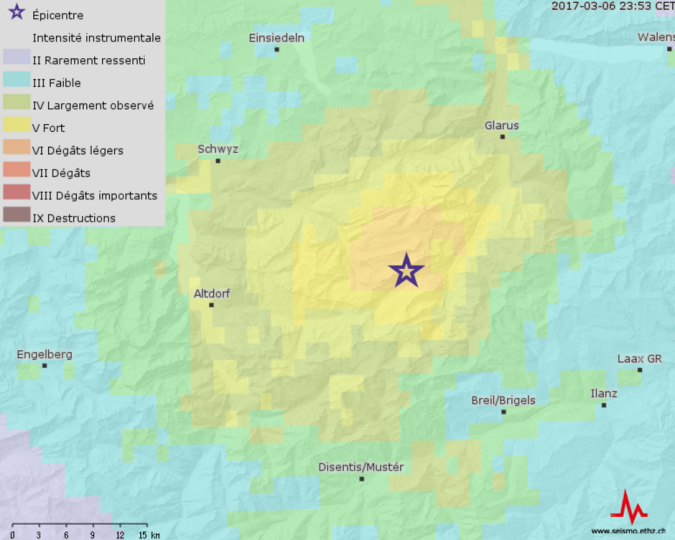 2017-03-06 23:53 CET
Épicentre
Intensité instrumentale
II Rarement ressenti
III Faible
IV Largement observé
V Fort
VI Dégâts légers
VII Dégâts
VIII Dégâts importants
IX Destructions
Einsiedeln
Walens
Glarus
Schwyz
Altdorf
Engelberg
Laax GR
Ilanz
Breil/Brigels
Disentis/Mustér
0 3 6 9 12 15 km
www.seismo.ethz.ch